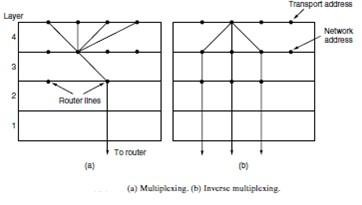 Layer
4
3
2
1
Router lines
To router
(a)
Transport address
Network
address
(b)
(a) Multiplexing. (b) Inverse multiplexing.